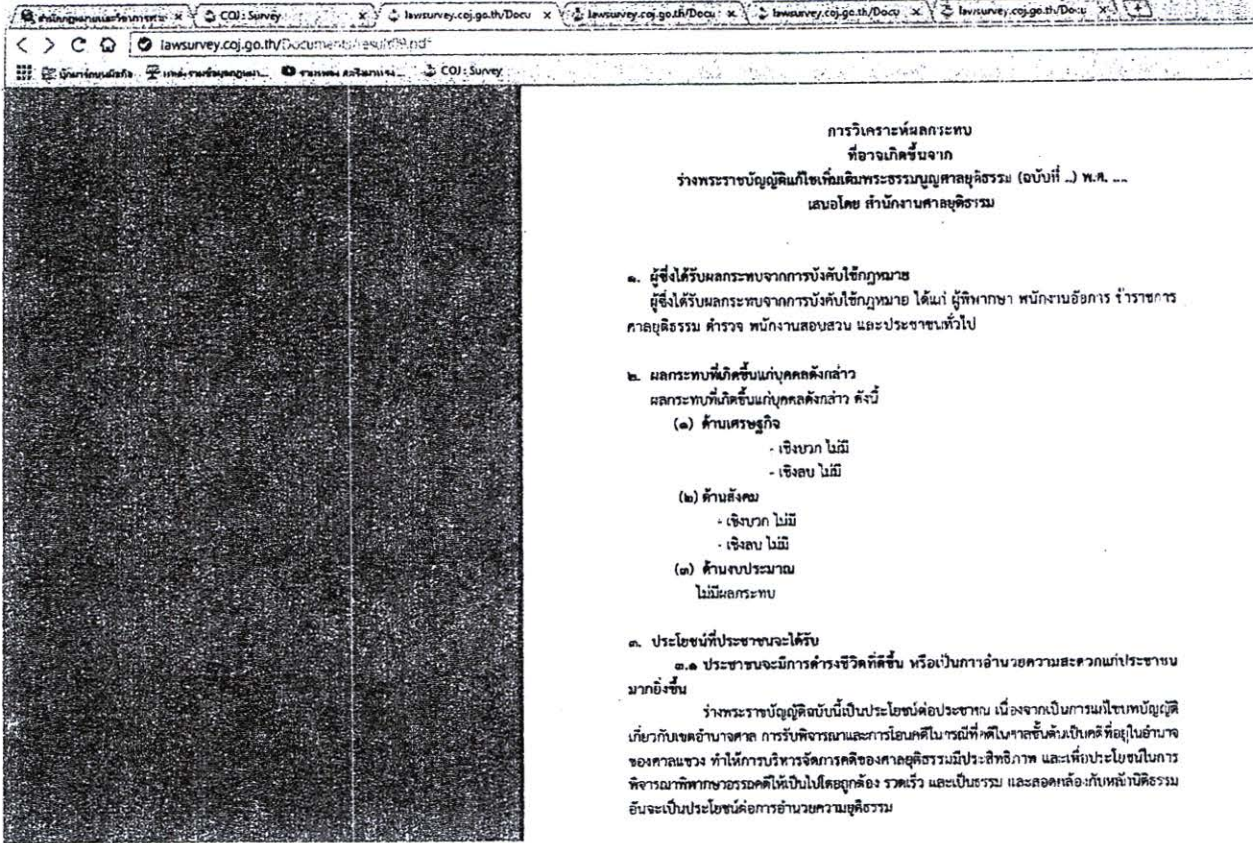 COJ : Survey
lawsurvey.coj.go.th/Docu
lawsurvey.coj.go.th/Docu
lawsurvey.coj.go.th/Docu
lawsurvey.coj.go.th/Docu
lawsurvey.coj.go.th/Documents/result09.pdf
COJ : Survey
การวิเคราะห์ผลกระทบ
ที่อาจเกิดขึ้นจาก
ร่างพระราชบัญญัติแก้ไขเพิ่มเติมพระธรรมนูญศาลยุติธรรม (ฉบับที่ ..) พ.ศ. ....
เสนอโดย สำนักงานศาลยุติธรรม
๑. ผู้ซึ่งได้รับผลกระทบจากการบังคับใช้กฎหมาย
ผู้ซึ่งได้รับผลกระทบจากการบังคับใช้กฎหมาย ได้แก่ ผู้พิพากษา พนักงานอัยการ ข้าราชการ
ศาลยุติธรรม ตำรวจ พนักงานสอบสวน และประชาชนทั่วไป
๒. ผลกระทบที่เกิดขึ้นแก่บุคคลดังกล่าว
ผลกระทบที่เกิดขึ้นแก่บุคคลดังกล่าว ดังนี้
(๑) ด้านเศรษฐกิจ
- เชิงบวก ไม่มี
- เชิงลบ ไม่มี
(๒) ด้านสังคม
- เชิงบวก ไม่มี
- เชิงลบ ไม่มี
(๓) ด้านงบประมาณ
ไม่มีผลกระทบ
๓. ประโยชน์ที่ประชาชนจะได้รับ
๓.๑ ประชาชนจะมีการดำรงชีวิตที่ดีขึ้น หรือเป็นการอำนวยความสะดวกแก่ประชาชน
มากยิ่งขึ้น
ร่างพระราชบัญญัติฉบับนี้เป็นประโยชน์ต่อประชาชน เนื่องจากเป็นการแก้ไขบทบัญญัติ
เกี่ยวกับเขตอำนาจศาล การรับพิจารณาและการโอนคดีในกรณีที่คดีในศาลชั้นต้นเป็นคดีที่อยู่ในอำนาจ
ของศาลแขวง ทำให้การบริหารจัดการคดีของศาลยุติธรรมมีประสิทธิภาพ และเพื่อประโยชน์ในการ
พิจารณาพิพากษาอรรถคดีให้เป็นไปโดยถูกต้อง รวดเร็ว และเป็นธรรม และสอดคล้องกับหลักนิติธรรม
อันจะเป็นประโยชน์ต่อการอำนวยความยุติธรรม